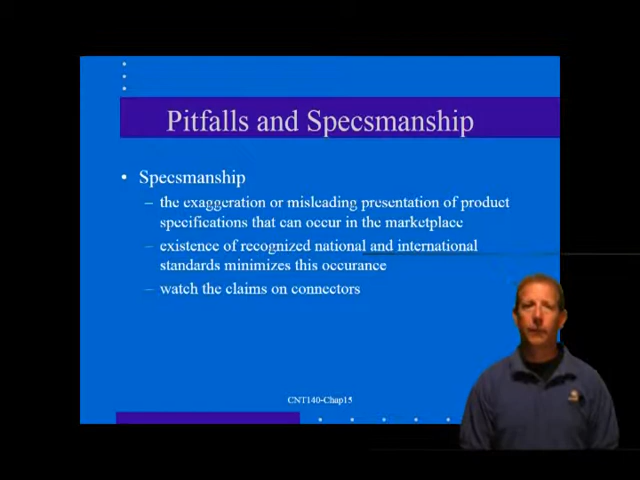 Pitfalls and Specsmanship
• Specsmanship
– the exaggeration or misleading presentation of product
specifications that can occur in the marketplace
– existence of recognized national and international
standards minimizes this occurance
– watch the claims on connectors
CNT140-Chap15